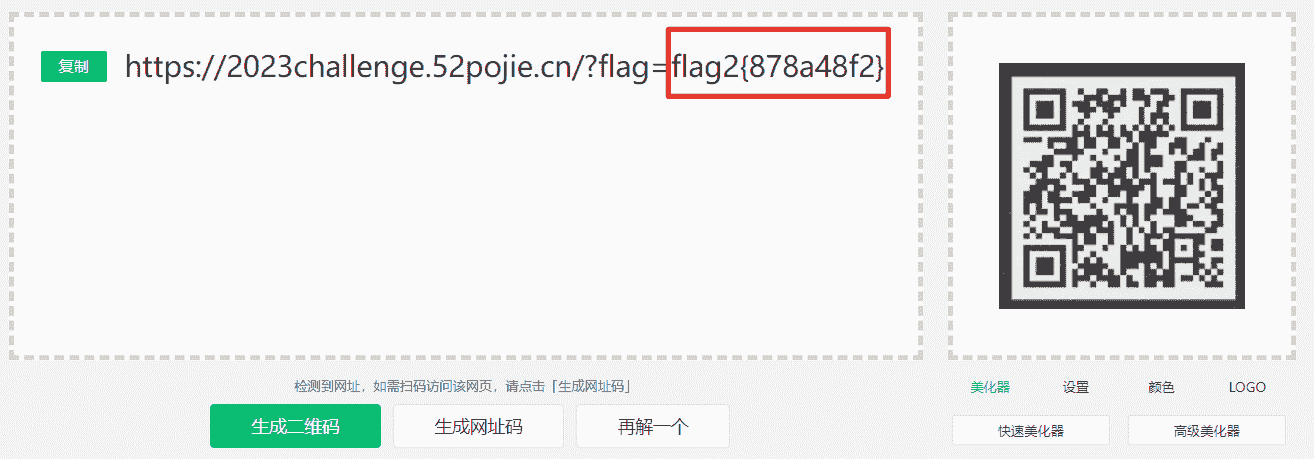 复制 https://2023challenge.52pojie.cn/?flag=flag2{878a48f2}
检测到网址，如需扫码访问该网页，请点击「生成网址码」
生成二维码 生成网址码 再解一个
美化器 设置 颜色 LOGO
快速美化器 高级美化器